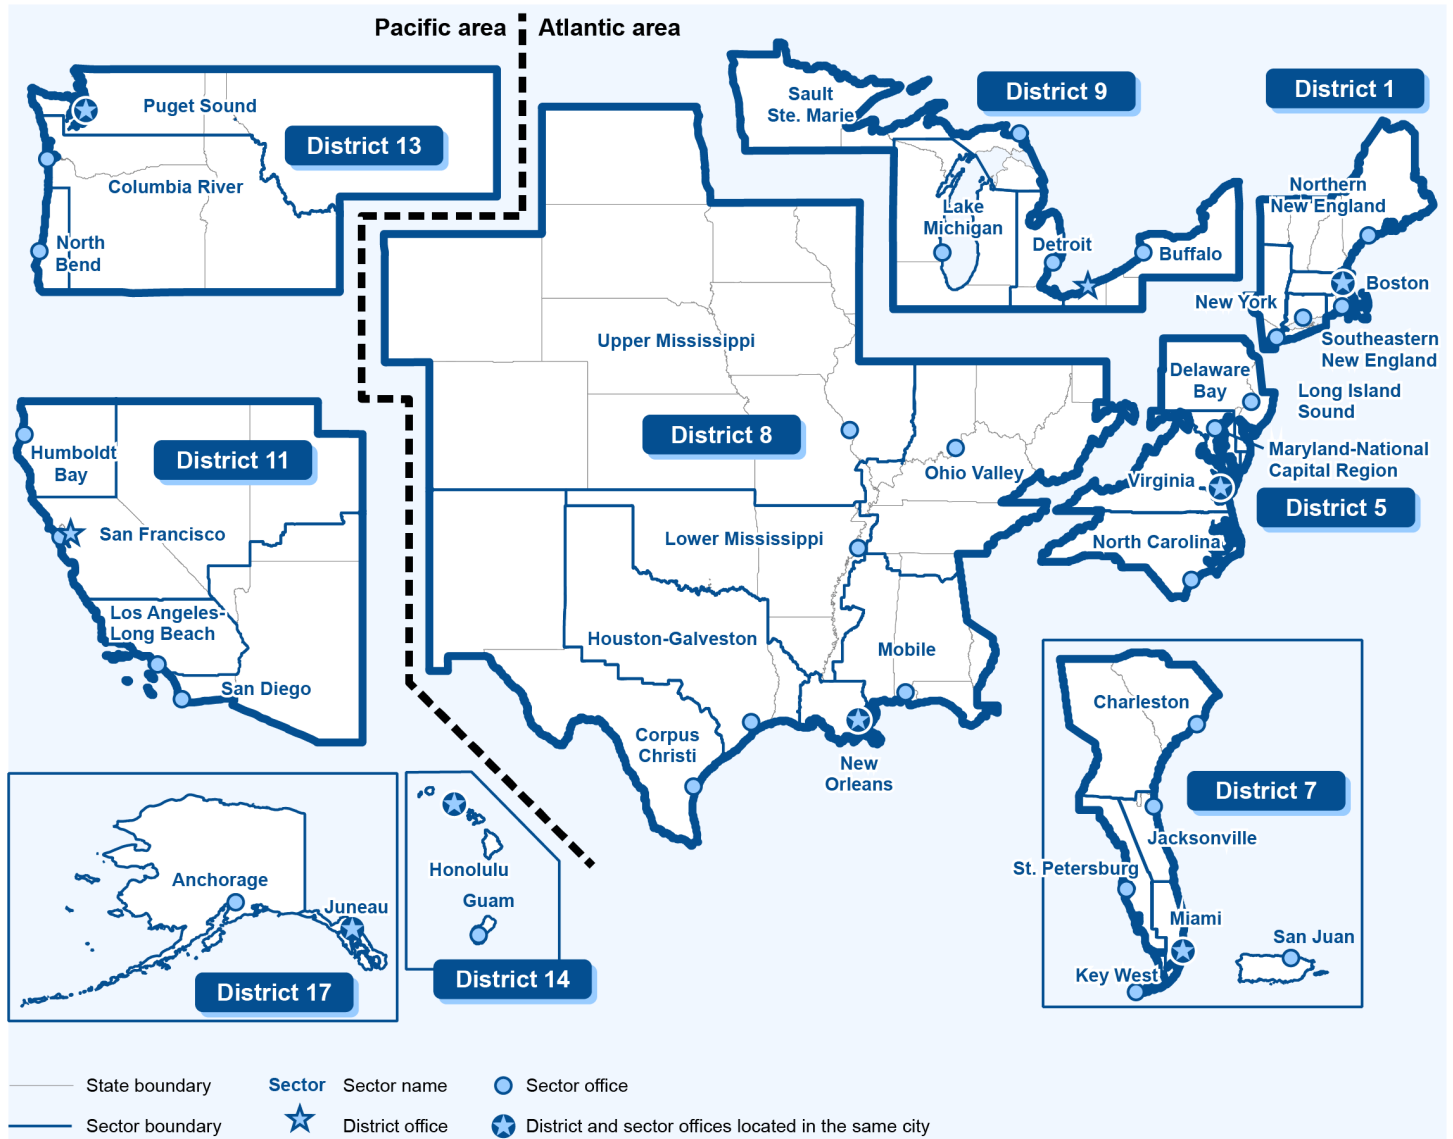 Pacific area
Atlantic area
District 13
Puget Sound
Columbia River
North
Bend
District 9
Sault
Ste. Marie
Lake
Michigan
Detroit
Buffalo
District 1
Northern
New England
Boston
New York
Southeastern
New England
Long Island
Sound
District 8
Upper Mississippi
Ohio Valley
Lower Mississippi
Houston-Galveston
Mobile
Corpus
Christi
New
Orleans
Delaware
Bay
Maryland-National
Capital Region
Virginia
District 5
North Carolina
District 11
Humboldt
Bay
San Francisco
Los Angeles-
Long Beach
San Diego
Charleston
District 7
Jacksonville
St. Petersburg
Miami
Key West
San Juan
Anchorage
Juneau
District 17
Honolulu
Guam
District 14
State boundary
Sector Sector name
Sector office
Sector boundary
District office
District and sector offices located in the same city